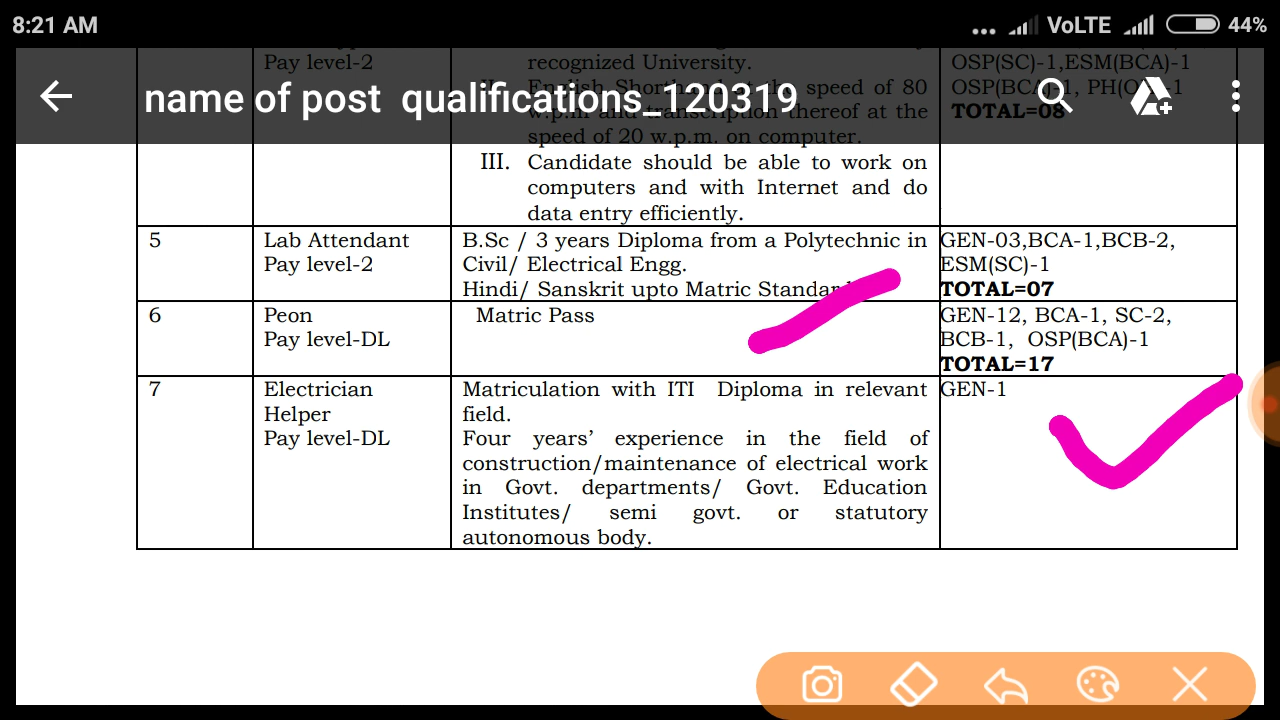 8:21 AM
VoLTE
44%
name of post qualifications_120319
Pay level-2
recognized University.
OSP(SC)-1,ESM(BCA)-1
English Shorthand at the speed of 80
w.p.m and transcription thereof at the
TOTAL=08
speed of 20 w.p.m. on computer.
III. Candidate should be able to work on
computers and with Internet and do
data entry efficiently.
5
Lab Attendant
Pay level-2
B.Sc / 3 years Diploma from a Polytechnic in
Civil/ Electrical Engg.
Hindi/ Sanskrit upto Matric Standard
GEN-03,BCA-1,BCB-2,
ESM(SC)-1
TOTAL=07
6
Peon
Pay level-DL
Matric Pass
GEN-12, BCA-1, SC-2,
BCB-1, OSP(BCA)-1
TOTAL=17
7
Electrician
Helper
Pay level-DL
Matriculation with ITI Diploma in relevant
field.
Four years’ experience in the field of
construction/maintenance of electrical work
in Govt. departments/ Govt. Education
Institutes/ semi govt. or statutory
autonomous body.
GEN-1